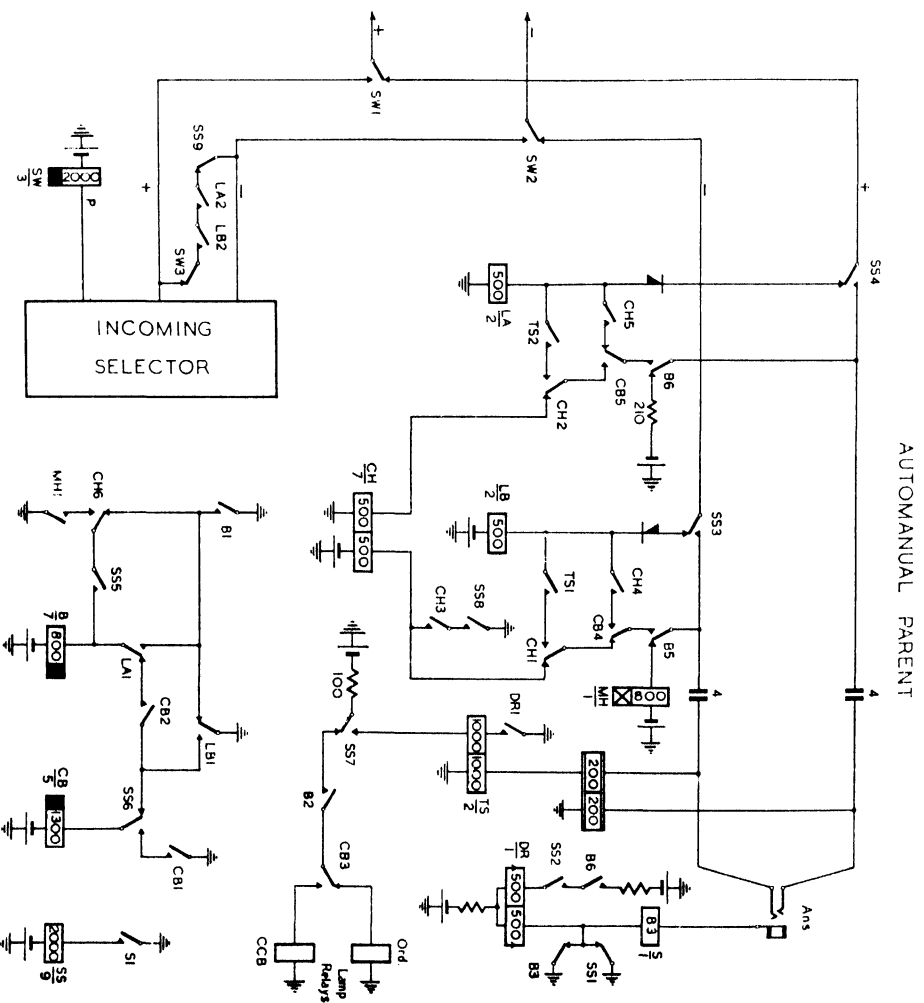 AUTOMANUAL PARENT
+
−
SW1
SW2
SS9
LA2
LB2
SW3
+
−
SW
3
2000
P
INCOMING
SELECTOR
−
+
SS4
500
LA
2
TS2
CH5
CH2
CB5
B6
210
CH
7
500
500
LB
2
500
SS3
TS1
CH4
CH1
CB4
B5
MH
1
800
CH3
SS8
4
4
100
SS7
DR1
1000
1000
TS
2
200
200
B2
CB3
CCB
Ord.
Lamp
Relays
DR
1
500
500
SS2
B6
B3
SS1
S
1
83
Ans
MH1
CH6
B1
SS5
B
7
800
LA1
CB2
LB1
CB
5
1300
SS6
CB1
SS
9
2000
S1